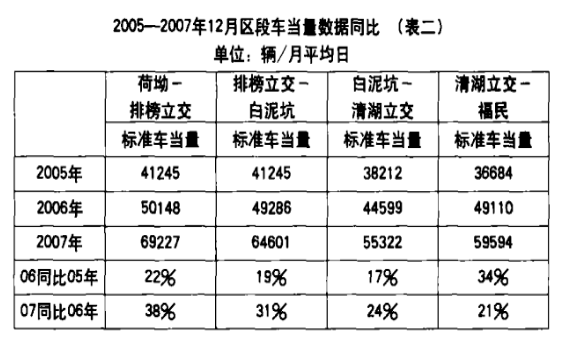 2005—2007年12月区段车当量数据同比 （表二）
单位：辆/月平均日
荷坳－ 排榜立交－ 白泥坑－ 清湖立交－
排榜立交 白泥坑 清湖立交 福民
标准车当量 标准车当量 标准车当量 标准车当量
2005年 41245 41245 38212 36684
2006年 50148 49286 44599 49110
2007年 69227 64601 55322 59594
06同比05年 22% 19% 17% 34%
07同比06年 38% 31% 24% 21%